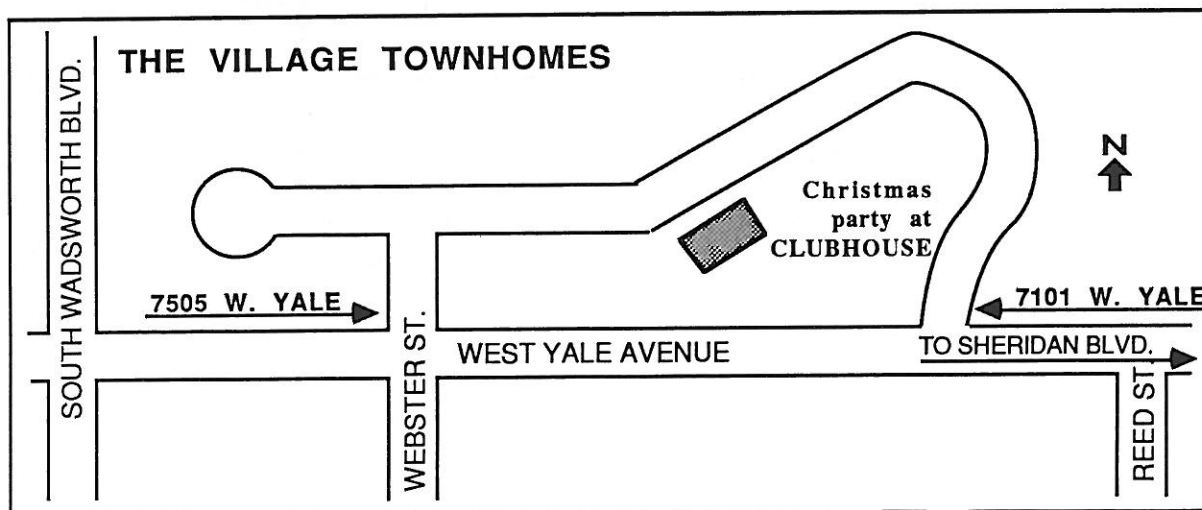 THE VILLAGE TOWNHOMES
SOUTH WADSWORTH BLVD.
N
Christmas
party at
CLUBHOUSE
7505 W. YALE
7101 W. YALE
WEBSTER ST.
WEST YALE AVENUE
TO SHERIDAN BLVD.
REED ST.